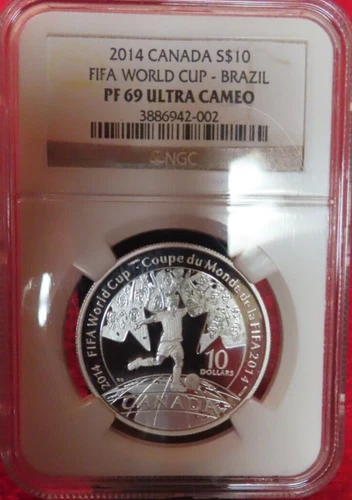 2014 CANADA S$10
FIFA WORLD CUP - BRAZIL
PF 69 ULTRA CAMEO
3886942-002
NGC
2014 FIFA World Cup · Coupe du Monde de la FIFA 2014
10
DOLLARS
CANADA